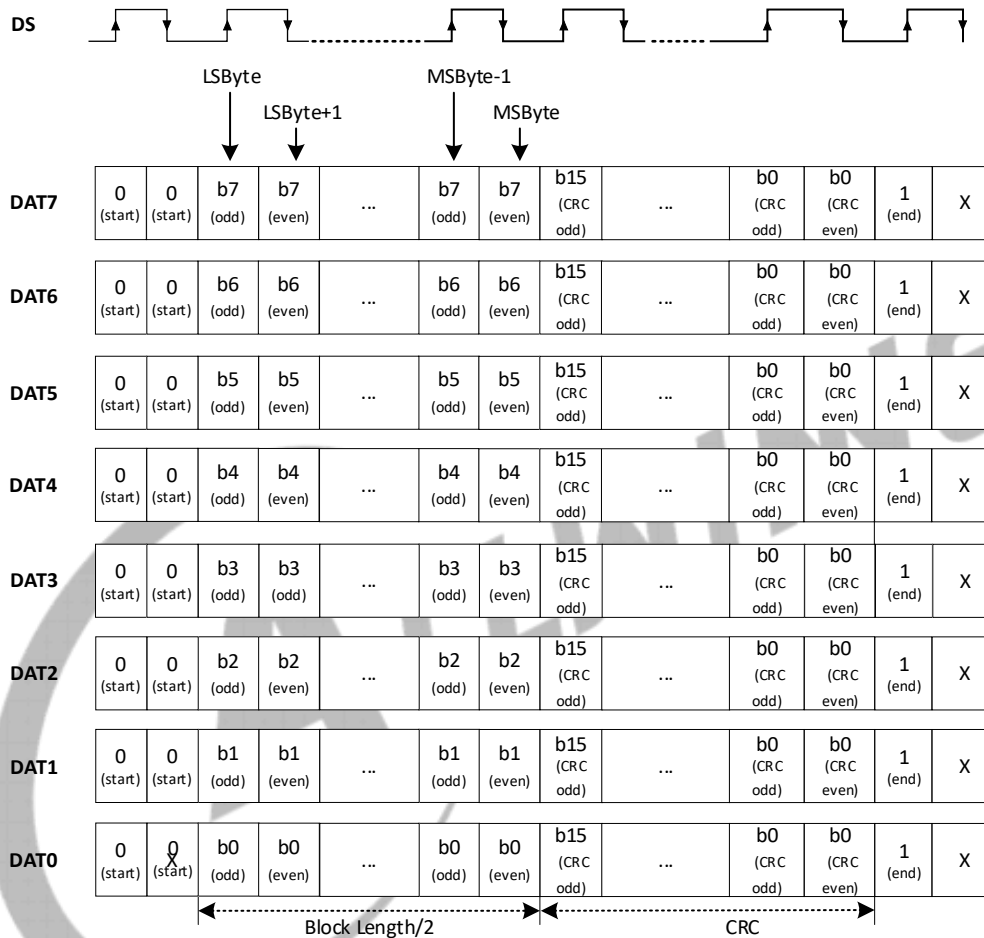 DS
LSByte MSByte-1
LSByte+1 MSByte
DAT7 0 (start) 0 (start) b7 (odd) b7 (even) ... b7 (odd) b7 (even) b15 (CRC odd) ... b0 (CRC odd) b0 (CRC even) 1 (end) X
DAT6 0 (start) 0 (start) b6 (odd) b6 (even) ... b6 (odd) b6 (even) b15 (CRC odd) ... b0 (CRC odd) b0 (CRC even) 1 (end) X
DAT5 0 (start) 0 (start) b5 (odd) b5 (even) ... b5 (odd) b5 (even) b15 (CRC odd) ... b0 (CRC odd) b0 (CRC even) 1 (end) X
DAT4 0 (start) 0 (start) b4 (odd) b4 (even) ... b4 (odd) b4 (even) b15 (CRC odd) ... b0 (CRC odd) b0 (CRC even) 1 (end) X
DAT3 0 (start) 0 (start) b3 (odd) b3 (odd) ... b3 (odd) b3 (even) b15 (CRC odd) ... b0 (CRC odd) b0 (CRC even) 1 (end) X
DAT2 0 (start) 0 (start) b2 (odd) b2 (even) ... b2 (odd) b2 (even) b15 (CRC odd) ... b0 (CRC odd) b0 (CRC even) 1 (end) X
DAT1 0 (start) 0 (start) b1 (odd) b1 (even) ... b1 (odd) b1 (even) b15 (CRC odd) ... b0 (CRC odd) b0 (CRC even) 1 (end) X
DAT0 0 (start) 0 X (start) b0 (odd) b0 (even) ... b0 (odd) b0 (even) b15 (CRC odd) ... b0 (CRC odd) b0 (CRC even) 1 (end) X
Block Length/2 CRC